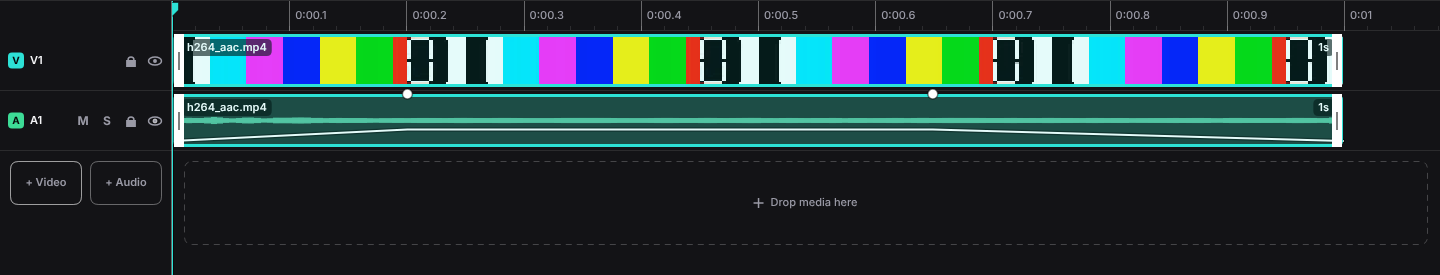 0:00.1 0:00.2 0:00.3 0:00.4 0:00.5 0:00.6 0:00.7 0:00.8 0:00.9 0:01
V V1 h264_aac.mp4 1s
A A1 M S h264_aac.mp4 1s
+ Video + Audio
+ Drop media here